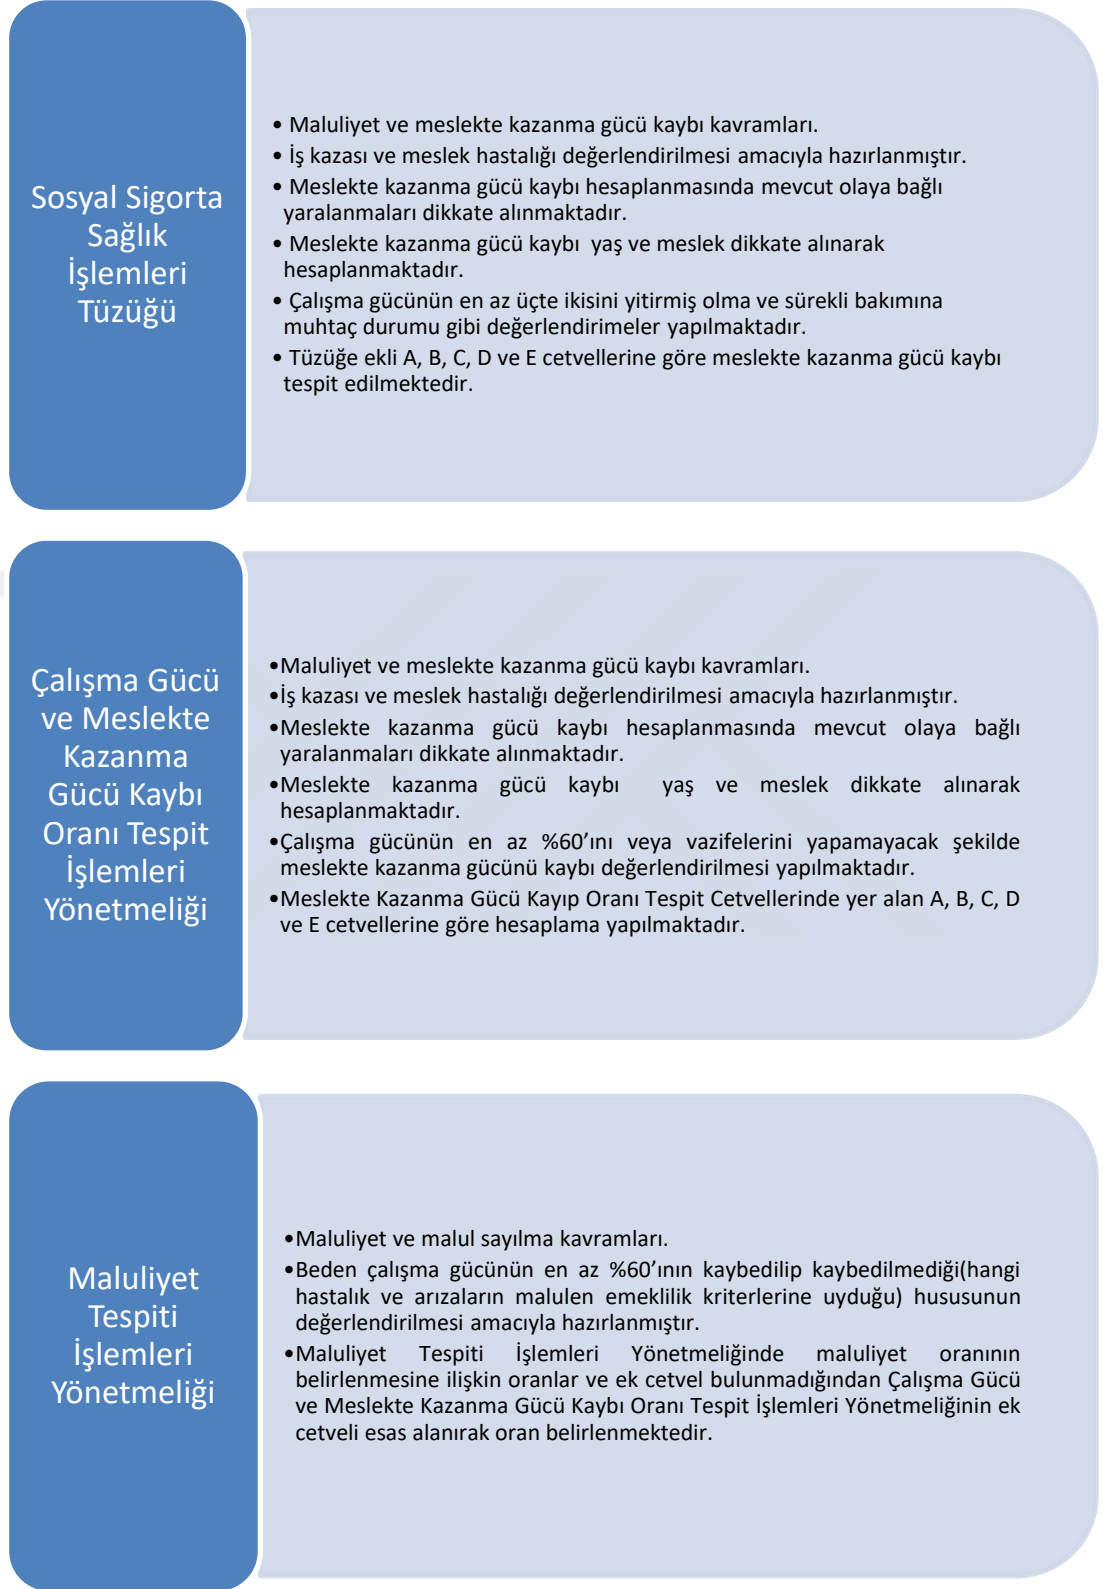 Sosyal Sigorta
Sağlık
İşlemleri
Tüzüğü
• Maluliyet ve meslekte kazanma gücü kaybı kavramları.
• İş kazası ve meslek hastalığı değerlendirilmesi amacıyla hazırlanmıştır.
• Meslekte kazanma gücü kaybı hesaplanmasında mevcut olaya bağlı
yaralanmaları dikkate alınmaktadır.
• Meslekte kazanma gücü kaybı yaş ve meslek dikkate alınarak
hesaplanmaktadır.
• Çalışma gücünün en az üçte ikisini yitirmiş olma ve sürekli bakımına
muhtaç durumu gibi değerlendirimeler yapılmaktadır.
• Tüzüğe ekli A, B, C, D ve E cetvellerine göre meslekte kazanma gücü kaybı
tespit edilmektedir.
Çalışma Gücü
ve Meslekte
Kazanma
Gücü Kaybı
Oranı Tespit
İşlemleri
Yönetmeliği
•Maluliyet ve meslekte kazanma gücü kaybı kavramları.
•İş kazası ve meslek hastalığı değerlendirilmesi amacıyla hazırlanmıştır.
•Meslekte kazanma gücü kaybı hesaplanmasında mevcut olaya bağlı
yaralanmaları dikkate alınmaktadır.
•Meslekte kazanma gücü kaybı yaş ve meslek dikkate alınarak
hesaplanmaktadır.
•Çalışma gücünün en az %60’ını veya vazifelerini yapamayacak şekilde
meslekte kazanma gücünü kaybı değerlendirilmesi yapılmaktadır.
•Meslekte Kazanma Gücü Kayıp Oranı Tespit Cetvellerinde yer alan A, B, C, D
ve E cetvellerine göre hesaplama yapılmaktadır.
Maluliyet
Tespiti
İşlemleri
Yönetmeliği
•Maluliyet ve malul sayılma kavramları.
•Beden çalışma gücünün en az %60’ının kaybedilip kaybedilmediği(hangi
hastalık ve arızaların malulen emeklilik kriterlerine uyduğu) hususunun
değerlendirilmesi amacıyla hazırlanmıştır.
•Maluliyet Tespiti İşlemleri Yönetmeliğinde maluliyet oranının
belirlenmesine ilişkin oranlar ve ek cetvel bulunmadığından Çalışma Gücü
ve Meslekte Kazanma Gücü Kaybı Oranı Tespit İşlemleri Yönetmeliğinin ek
cetveli esas alanırak oran belirlenmektedir.